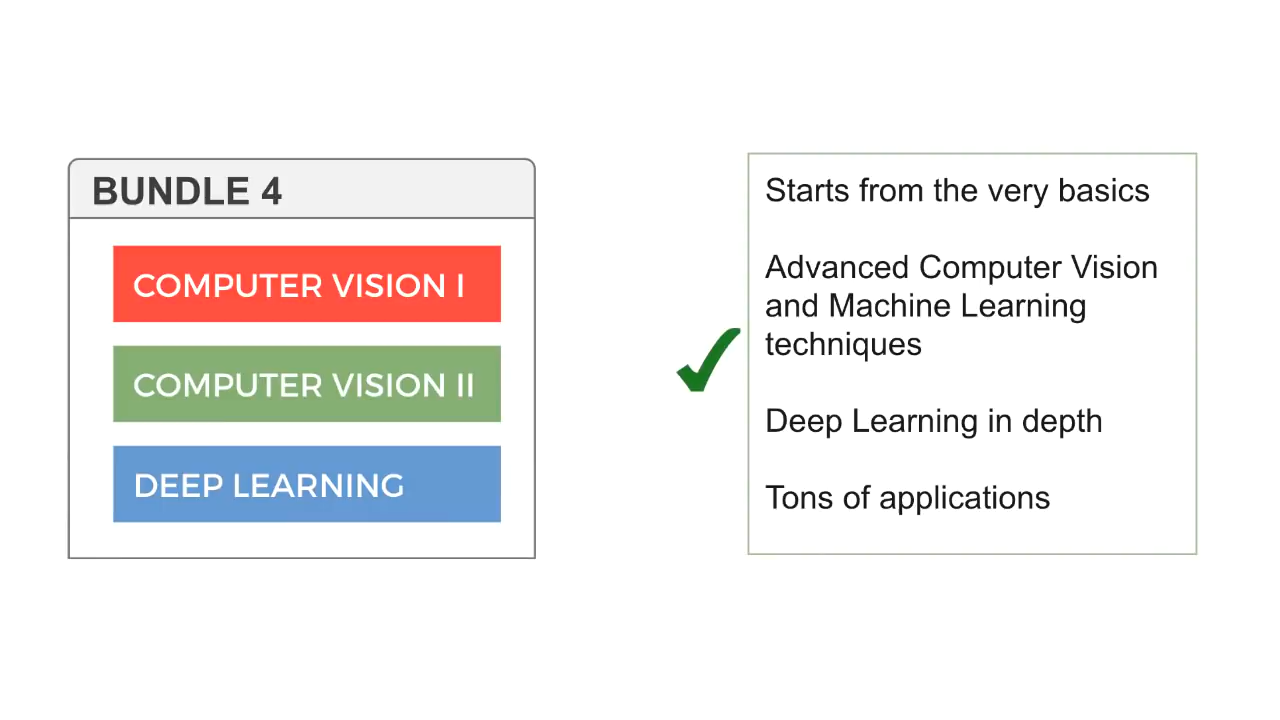 BUNDLE 4
COMPUTER VISION I
COMPUTER VISION II
DEEP LEARNING
Starts from the very basics
Advanced Computer Vision
and Machine Learning
techniques
Deep Learning in depth
Tons of applications